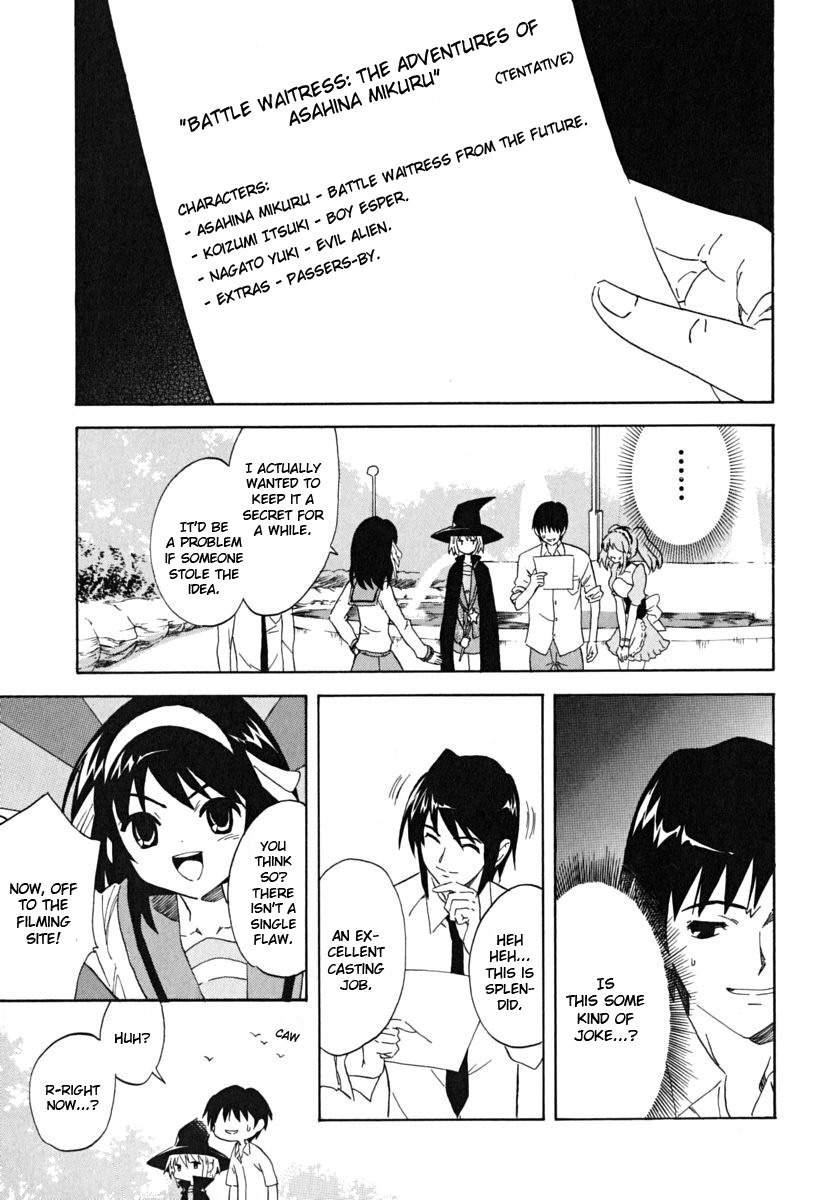 "BATTLE WAITRESS: THE ADVENTURES OF
ASAHINA MIKURU"
(TENTATIVE)
CHARACTERS:
- ASAHINA MIKURU - BATTLE WAITRESS FROM THE FUTURE.
- KOIZUMI ITSUKI - BOY ESPER.
- NAGATO YUKI - EVIL ALIEN.
- EXTRAS - PASSERS-BY.
.....
I ACTUALLY
WANTED TO
KEEP IT A
SECRET FOR
A WHILE.
IT'D BE
A PROBLEM
IF SOMEONE
STOLE THE
IDEA.
IS
THIS SOME
KIND OF
JOKE...?
HEH
HEH...
THIS IS
SPLEN-
DID.
AN EX-
CELLENT
CASTING
JOB.
YOU
THINK
SO?
THERE
ISN'T A
SINGLE
FLAW.
NOW, OFF
TO THE
FILMING
SITE!
CAW
HUH?
R-RIGHT
NOW...?